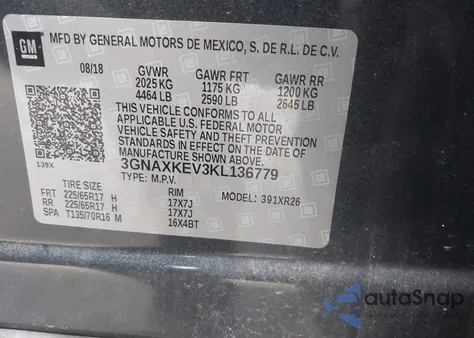 GM
MFD BY GENERAL MOTORS DE MEXICO, S. DE R.L. DE C.V.
08/18 GVWR GAWR FRT GAWR RR
2025 KG 1175 KG 1200 KG
4464 LB 2590 LB 2645 LB
THIS VEHICLE CONFORMS TO ALL
APPLICABLE U.S. FEDERAL MOTOR
VEHICLE SAFETY AND THEFT PREVENTION
STANDARDS IN EFFECT ON THE DATE OF
MANUFACTURE SHOWN ABOVE.
3GNAXKEV3KL136779
139X TYPE: M.P.V. MODEL: 391XR26
TIRE SIZE RIM
FRT 225/65R17 H 17X7J
RR 225/65R17 H 17X7J
SPA T135/70R16 M 16X4BT
autoSnap